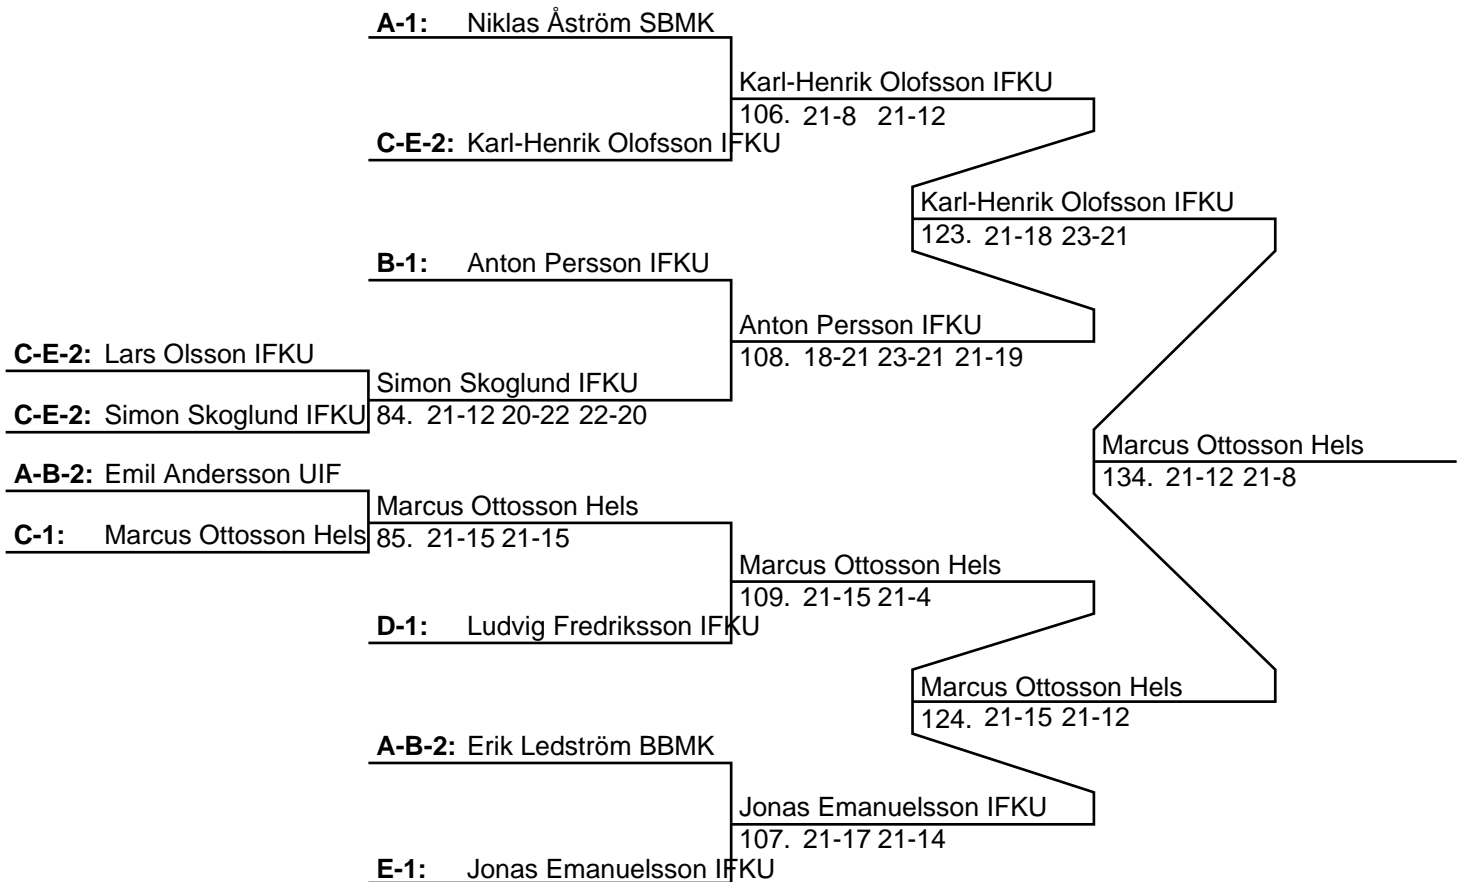 A-1: Niklas Åström SBMK
Karl-Henrik Olofsson IFKU
106. 21-8 21-12
C-E-2: Karl-Henrik Olofsson IFKU
Karl-Henrik Olofsson IFKU
123. 21-18 23-21
B-1: Anton Persson IFKU
Anton Persson IFKU
108. 18-21 23-21 21-19
C-E-2: Lars Olsson IFKU
Simon Skoglund IFKU
84. 21-12 20-22 22-20
C-E-2: Simon Skoglund IFKU
Marcus Ottosson Hels
134. 21-12 21-8
A-B-2: Emil Andersson UIF
Marcus Ottosson Hels
85. 21-15 21-15
C-1: Marcus Ottosson Hels
Marcus Ottosson Hels
109. 21-15 21-4
D-1: Ludvig Fredriksson IFKU
Marcus Ottosson Hels
124. 21-15 21-12
A-B-2: Erik Ledström BBMK
Jonas Emanuelsson IFKU
107. 21-17 21-14
E-1: Jonas Emanuelsson IFKU